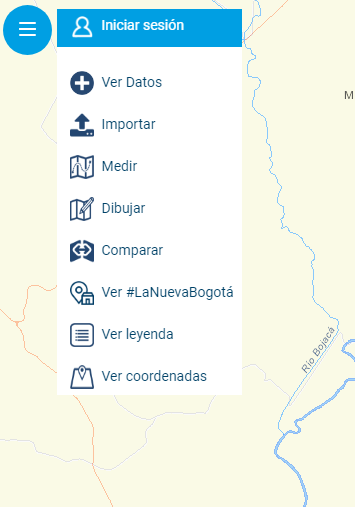 Iniciar sesión
Ver Datos
Importar
M
Medir
Dibujar
Comparar
Ver #LaNuevaBogotá
Ver leyenda
Río Bojacá
Ver coordenadas